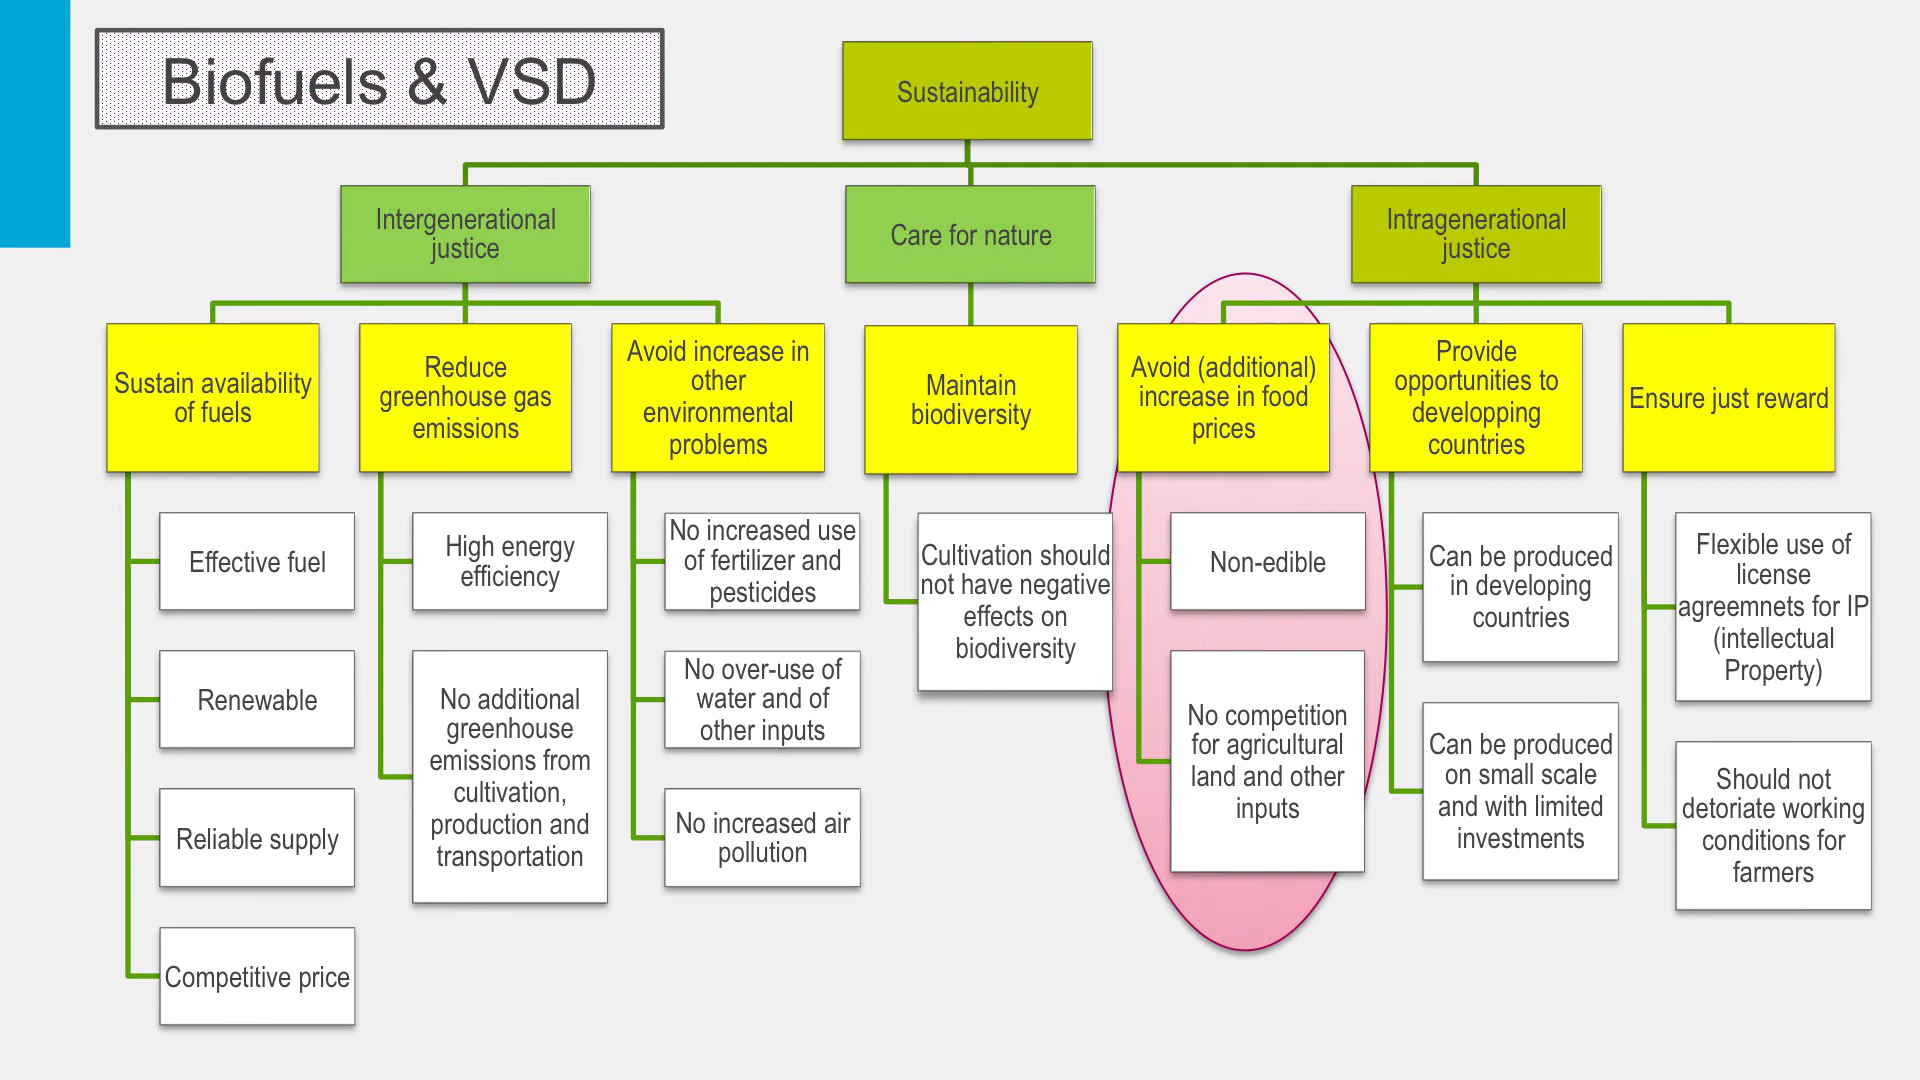 Biofuels & VSD
Sustainability
Intergenerational
justice
Care for nature
Intragenerational
justice
Sustain availability
of fuels
Reduce
greenhouse gas
emissions
Avoid increase in
other
environmental
problems
Maintain
biodiversity
Avoid (additional)
increase in food
prices
Provide
opportunities to
developping
countries
Ensure just reward
Effective fuel
Renewable
Reliable supply
Competitive price
High energy
efficiency
No additional
greenhouse
emissions from
cultivation,
production and
transportation
No increased use
of fertilizer and
pesticides
No over-use of
water and of
other inputs
No increased air
pollution
Cultivation should
not have negative
effects on
biodiversity
Non-edible
No competition
for agricultural
land and other
inputs
Can be produced
in developing
countries
Can be produced
on small scale
and with limited
investments
Flexible use of
license
agreemnets for IP
(intellectual
Property)
Should not
detoriate working
conditions for
farmers